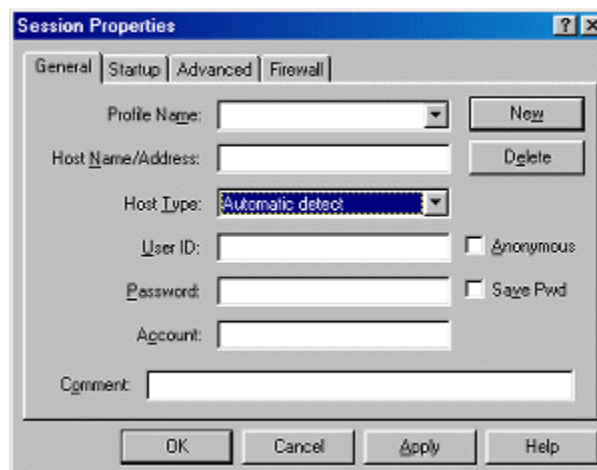 Session Properties
General Startup Advanced Firewall
Profile Name: New
Host Name/Address: Delete
Host Type: Automatic detect
User ID: Anonymous
Password: Save Pwd
Account:
Comment:
OK Cancel Apply Help